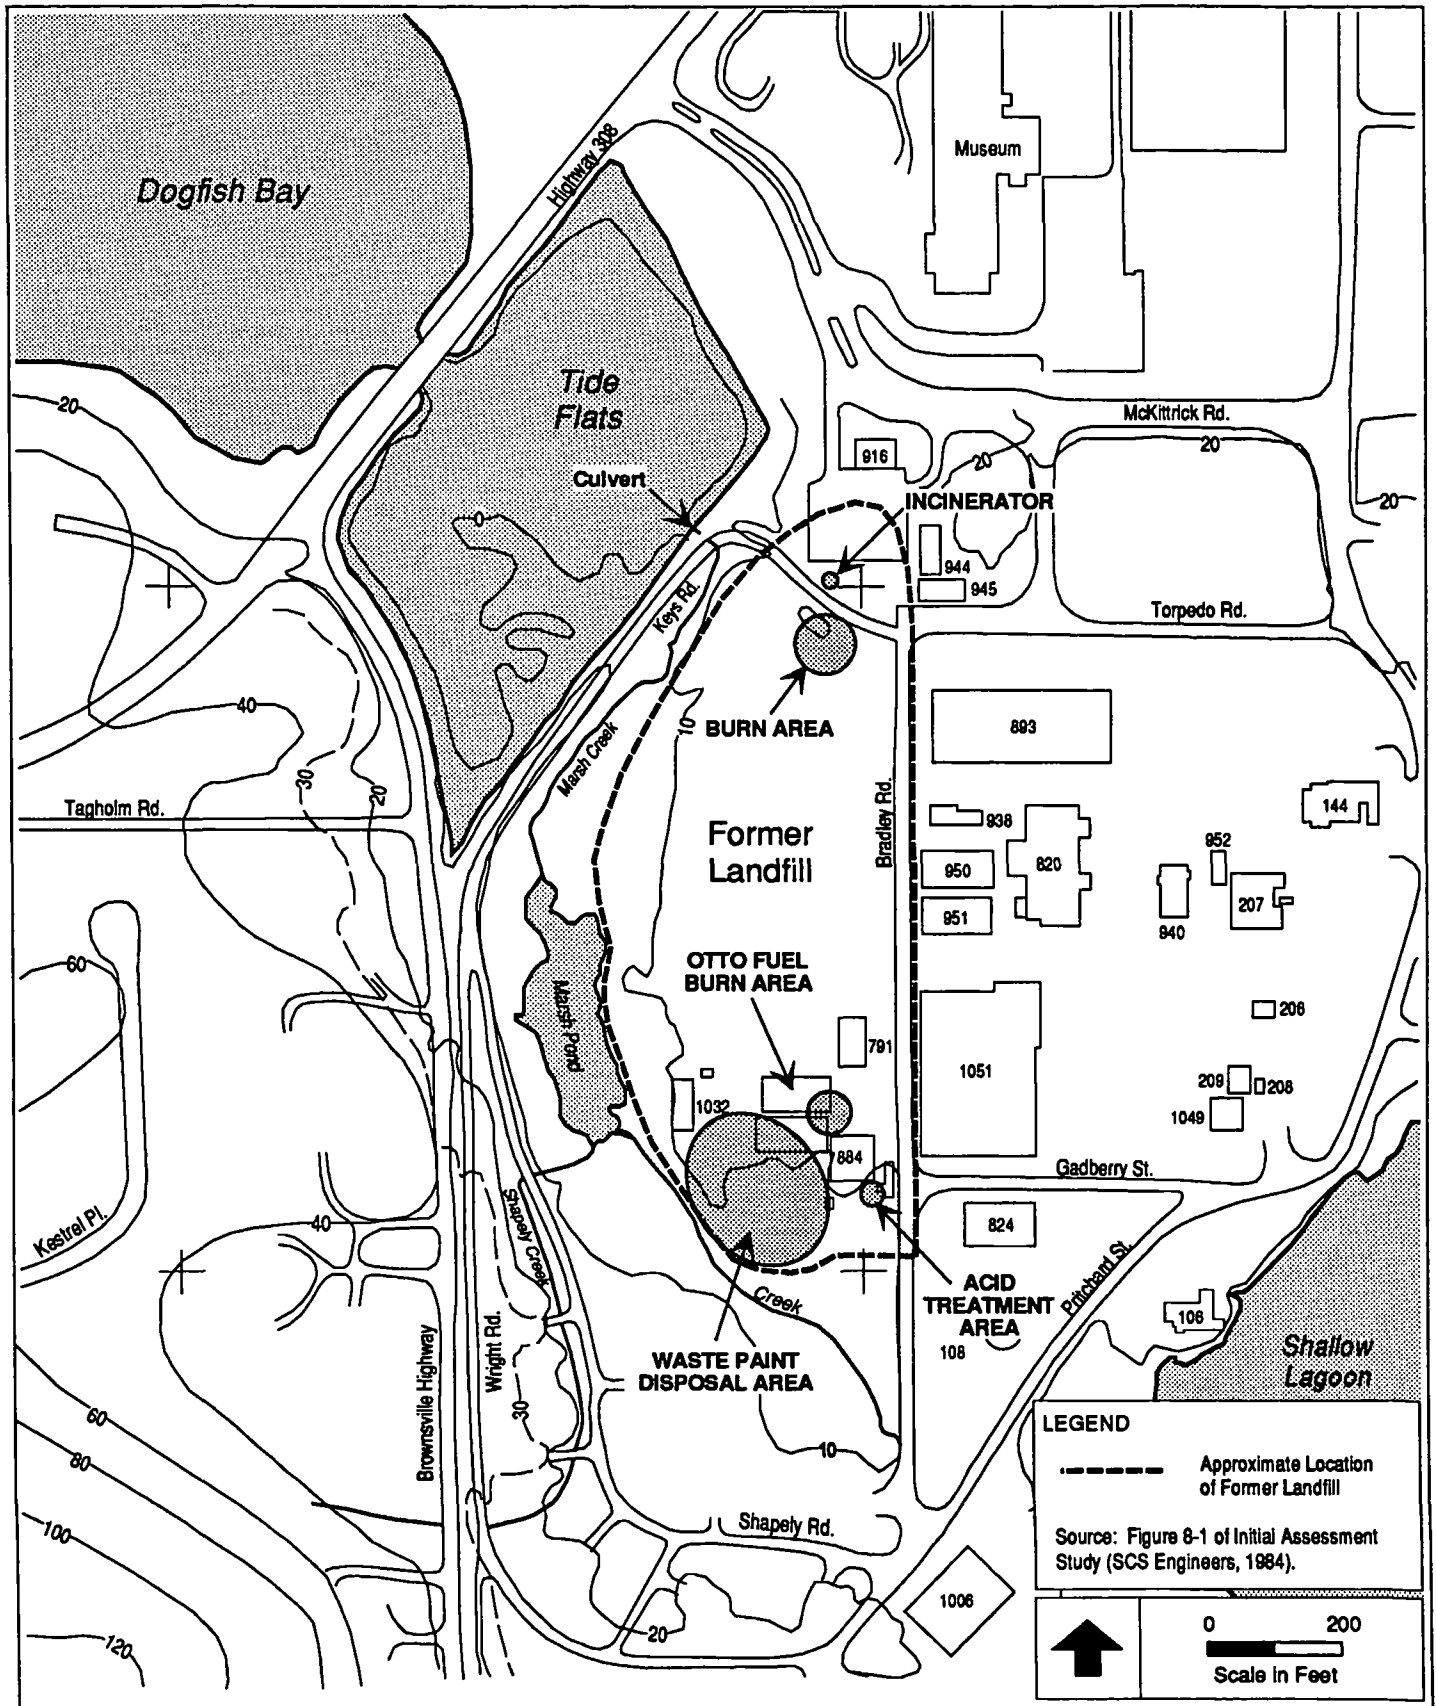 Highway 308
Museum
Dogfish Bay
Tide
Flats
20
McKittrick Rd.
20
916
20
Culvert
INCINERATOR
20
0
944
945
Keys Rd.
Torpedo Rd.
40
10
BURN AREA
893
Marsh Creek
30
20
Tagholm Rd.
Bradley Rd.
144
938
Former
Landfill
952
950
820
207
951
940
60
OTTO FUEL
BURN AREA
Marsh Pond
206
791
1051
209
208
1032
1049
884
Gadberry St.
Kestrel Pl.
40
Shapely Creek
824
Pritchard St.
ACID
TREATMENT
AREA
Creek
106
108
Shallow
Lagoon
WASTE PAINT
DISPOSAL AREA
Brownsville Highway
Wright Rd.
30
60
10
80
100
Shapely Rd.
1006
20
120
LEGEND
Approximate Location
of Former Landfill
Source: Figure 8-1 of Initial Assessment
Study (SCS Engineers, 1984).
0 200
Scale in Feet